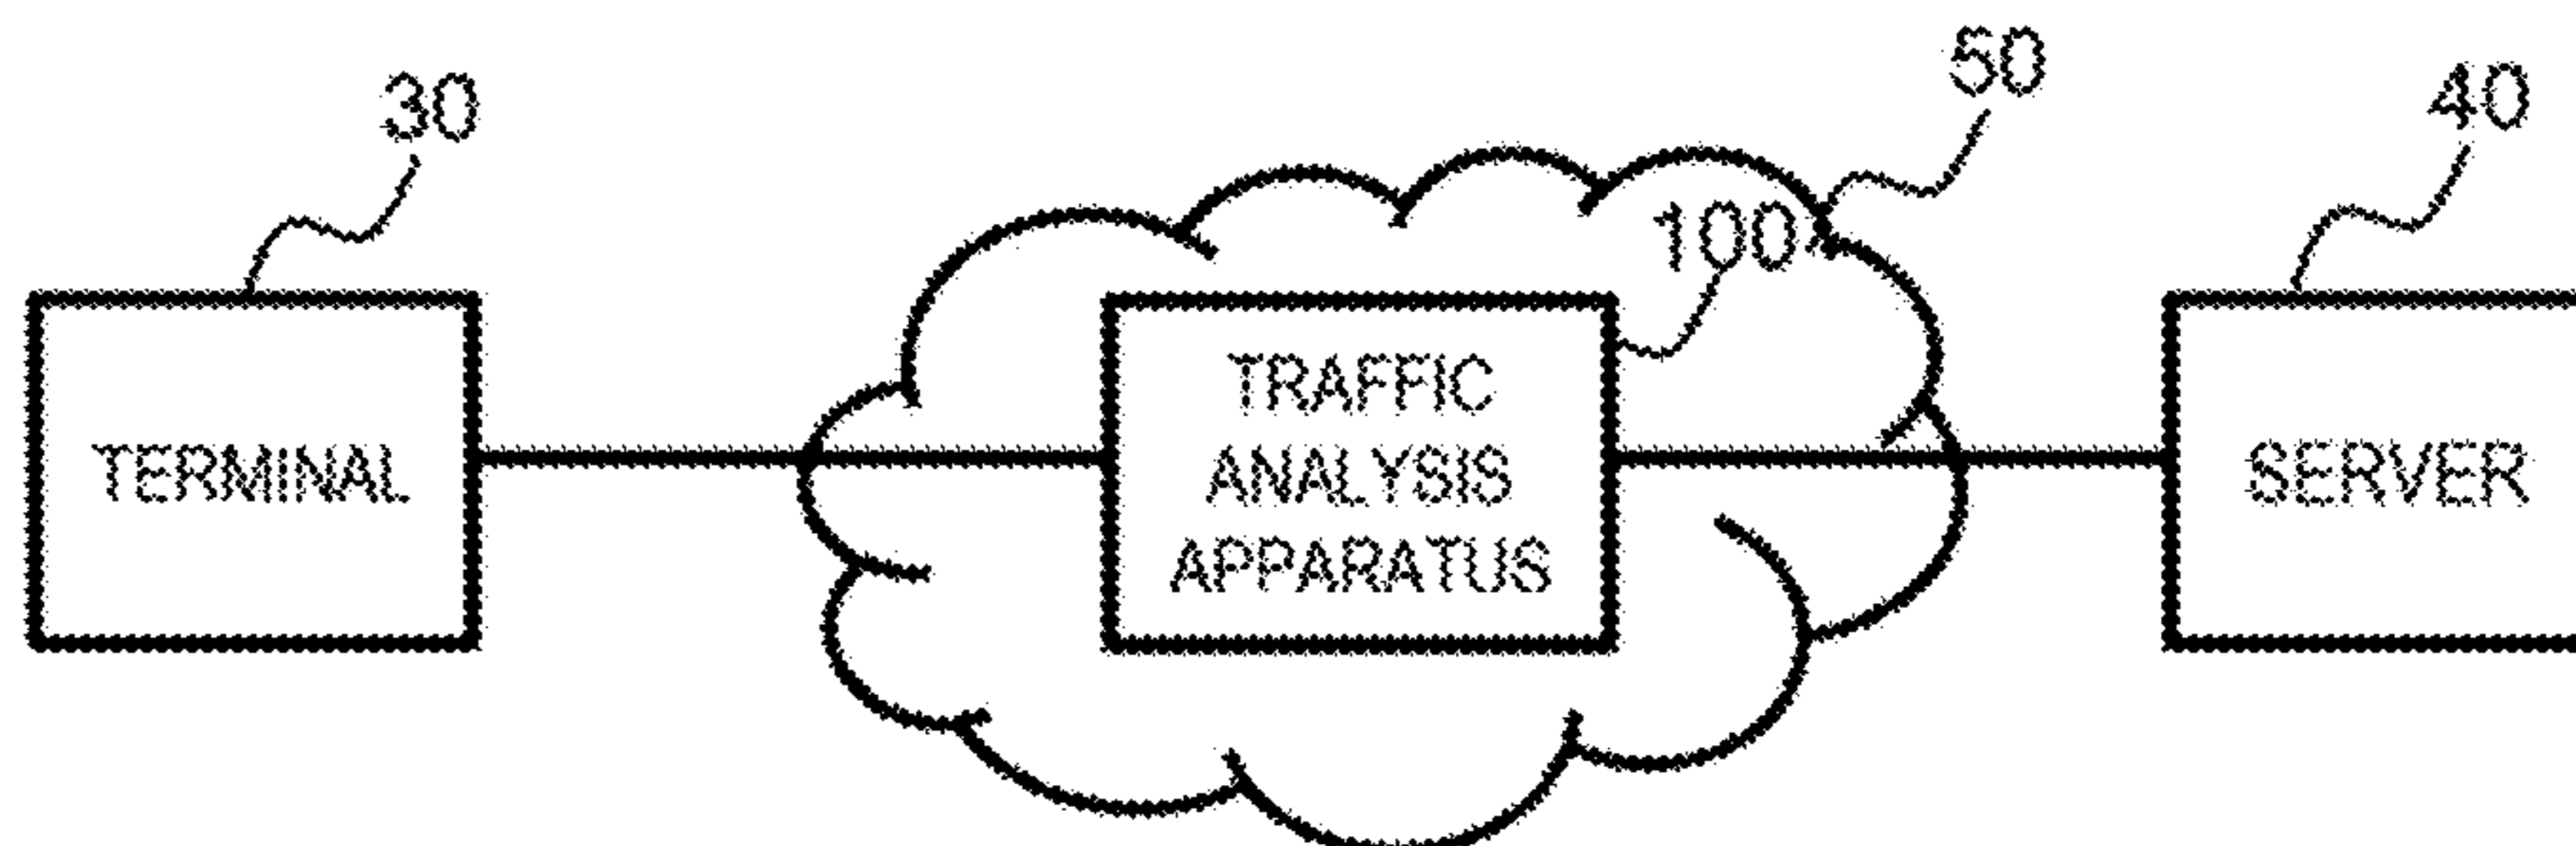 30
50
40
100
TERMINAL
TRAFFIC
ANALYSIS
APPARATUS
SERVER